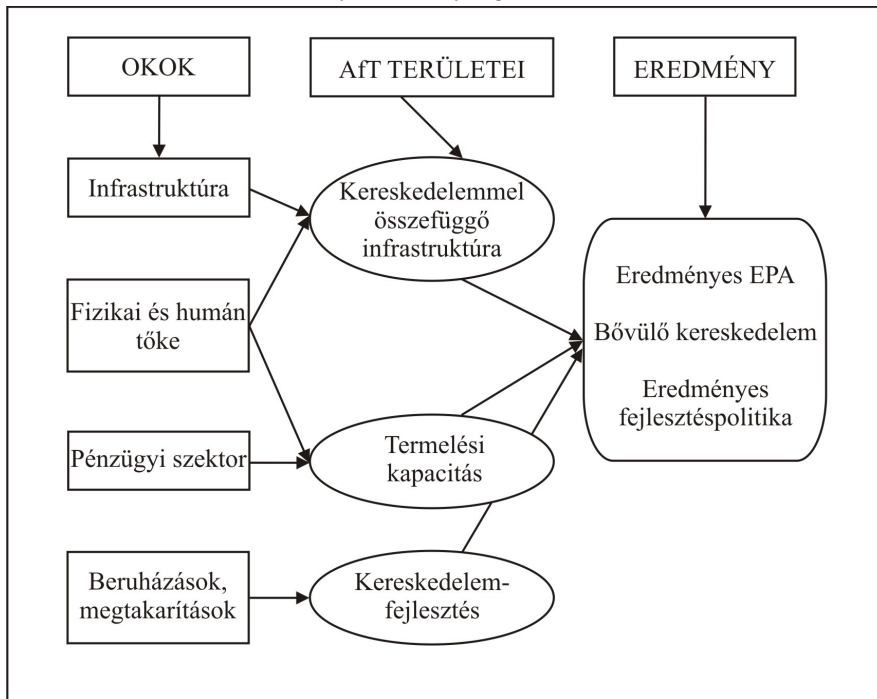 OKOK
AfT TERÜLETEI
EREDMÉNY
Infrastruktúra
Kereskedelemmel
összefüggő
infrastruktúra
Fizikai és humán
tőke
Eredményes EPA
Bővülő kereskedelem
Eredményes
fejlesztéspolitika
Pénzügyi szektor
Termelési
kapacitás
Beruházások,
megtakarítások
Kereskedelem-
fejlesztés